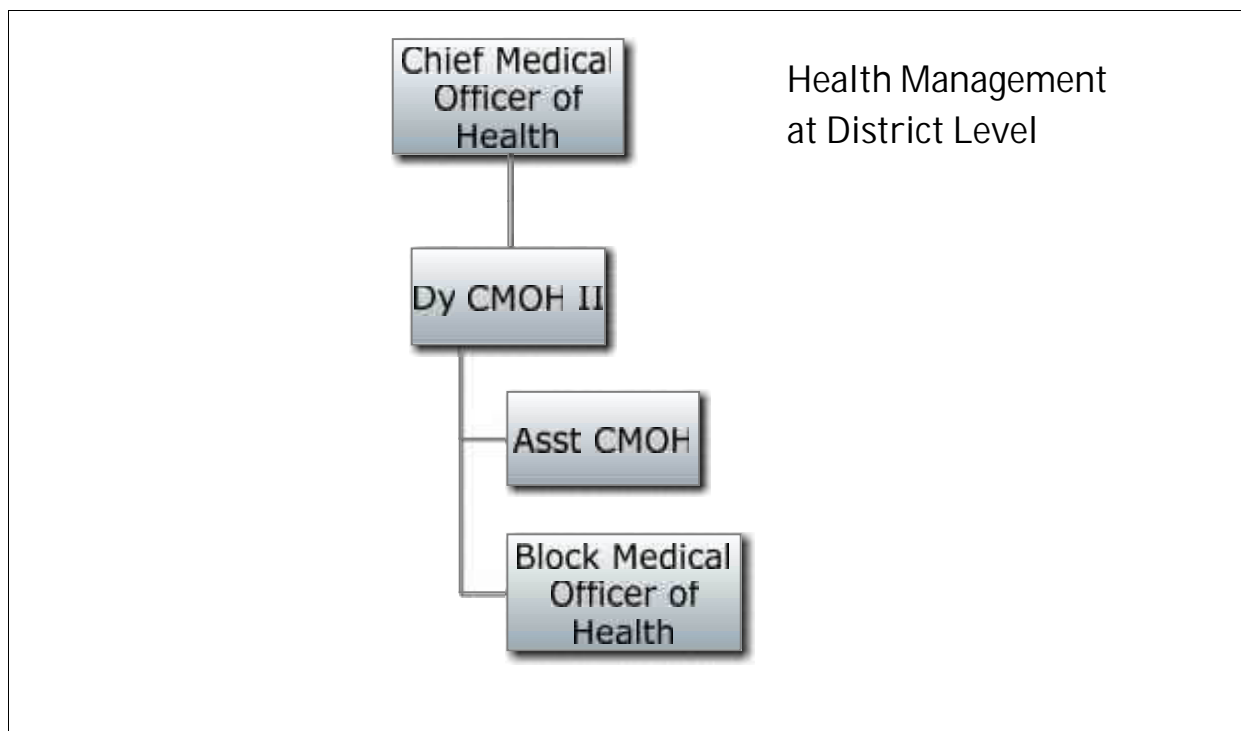 Chief Medical
Officer of
Health
Health Management
at District Level
Dy CMOH II
Asst CMOH
Block Medical
Officer of
Health